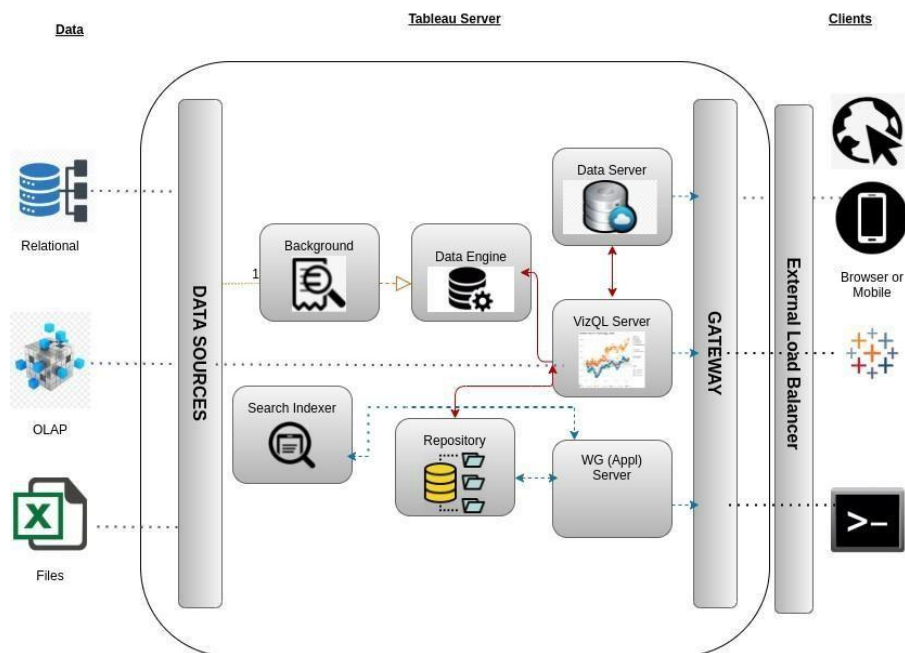 Data
Tableau Server
Clients
Relational
OLAP
Files
DATA SOURCES
1
Background
Data Engine
Data Server
VizQL Server
Search Indexer
Repository
WG (Appl)
Server
GATEWAY
External Load Balancer
Browser or
Mobile